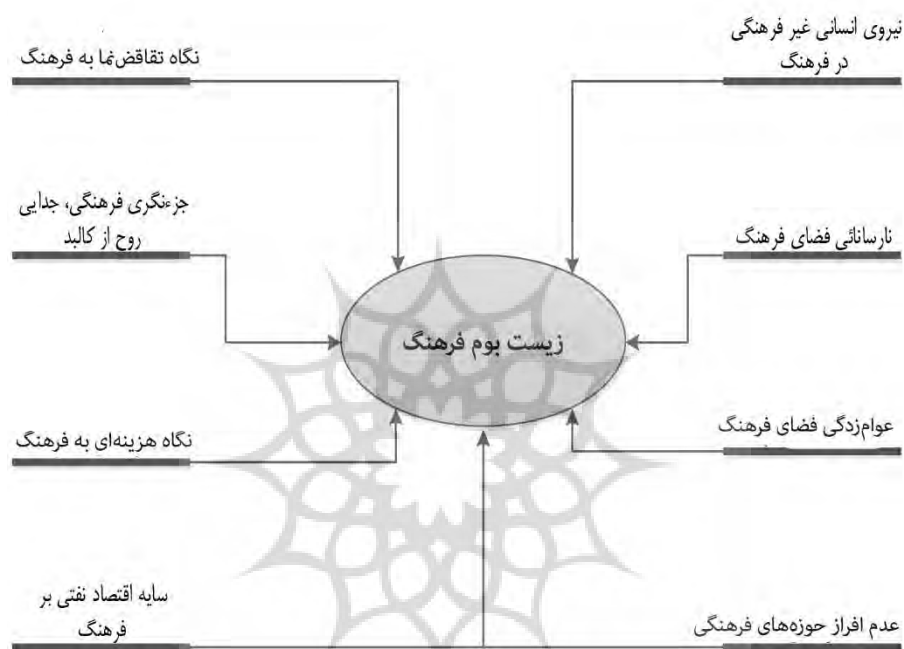 نیروی انسانی غیر فرهنگی
در فرهنگ
نگاه تقاقض‌نما به فرهنگ
جزءنگری فرهنگی، جدایی
روح از کالبد
نارسانائی فضای فرهنگ
زیست بوم فرهنگ
عوام‌زدگی فضای فرهنگ
نگاه هزینه‌ای به فرهنگ
سایه اقتصاد نفتی بر
فرهنگ
عدم افراز حوزه‌های فرهنگی